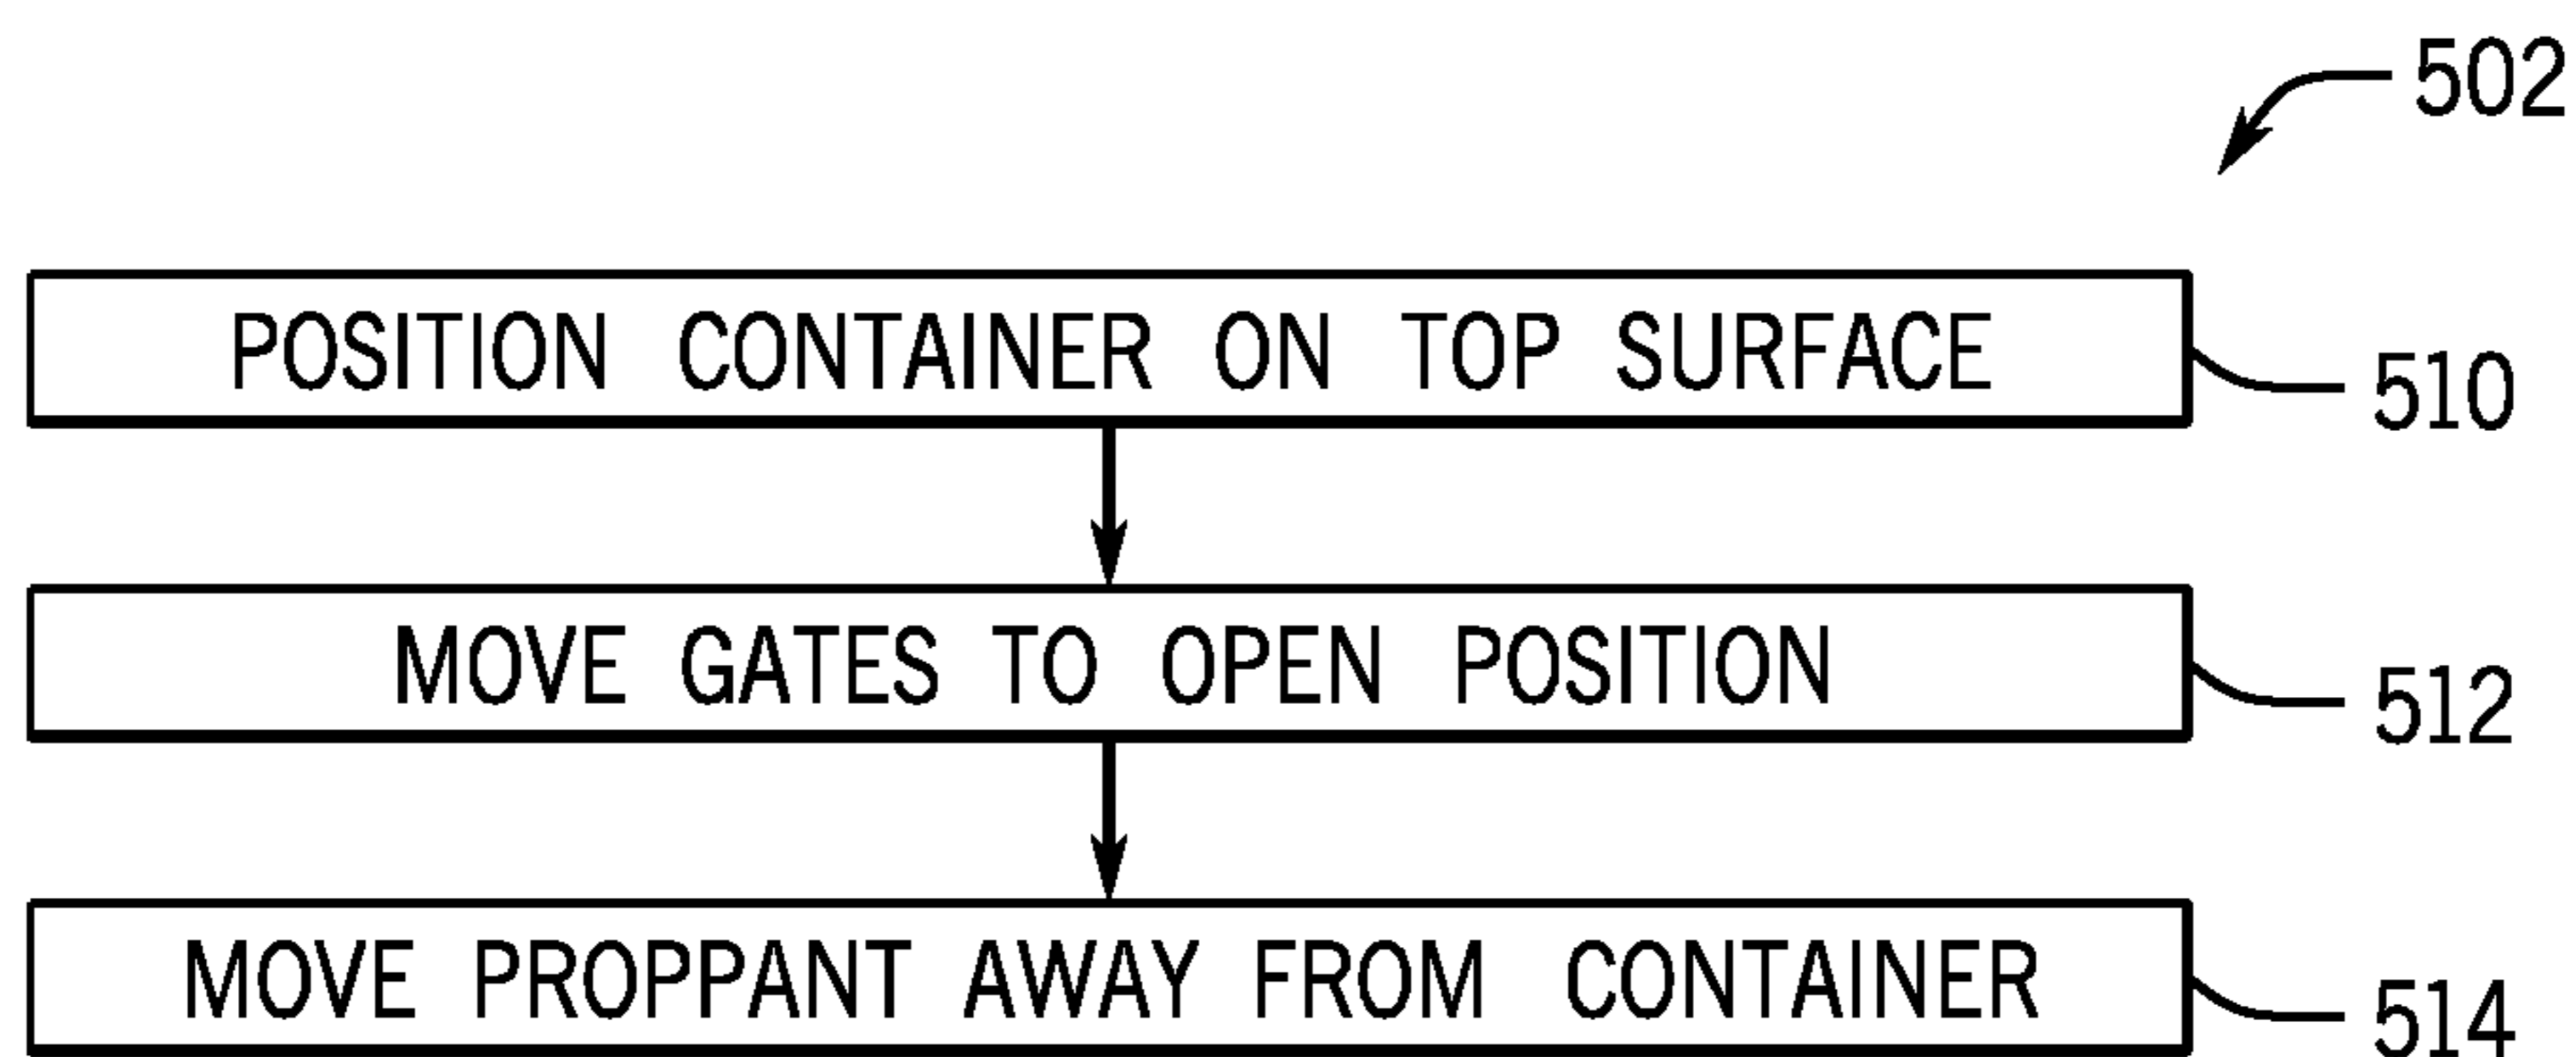 502
POSITION CONTAINER ON TOP SURFACE
510
MOVE GATES TO OPEN POSITION
512
MOVE PROPPANT AWAY FROM CONTAINER
514